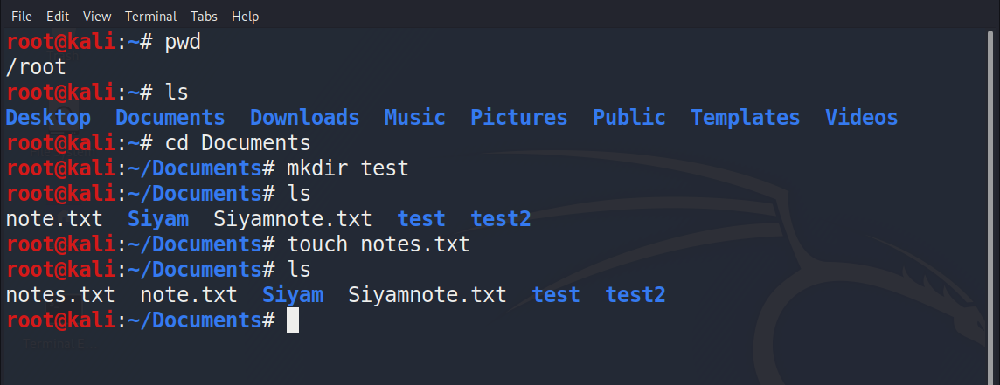 File Edit View Terminal Tabs Help
root@kali:~# pwd
/root
root@kali:~# ls
Desktop Documents Downloads Music Pictures Public Templates Videos
root@kali:~# cd Documents
root@kali:~/Documents# mkdir test
root@kali:~/Documents# ls
note.txt Siyam Siyamnote.txt test test2
root@kali:~/Documents# touch notes.txt
root@kali:~/Documents# ls
notes.txt note.txt Siyam Siyamnote.txt test test2
root@kali:~/Documents#